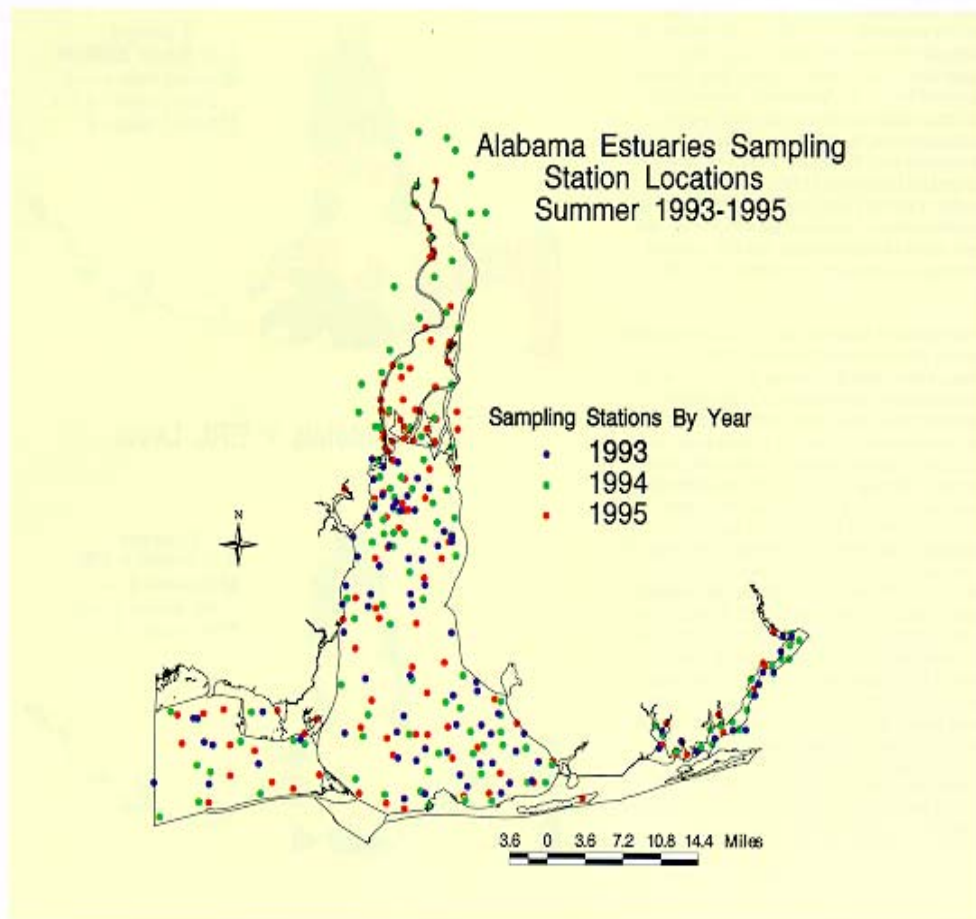 Alabama Estuaries Sampling
Station Locations
Summer 1993-1995
Sampling Stations By Year
1993
1994
1995
N
3.6 0 3.6 7.2 10.8 14.4 Miles